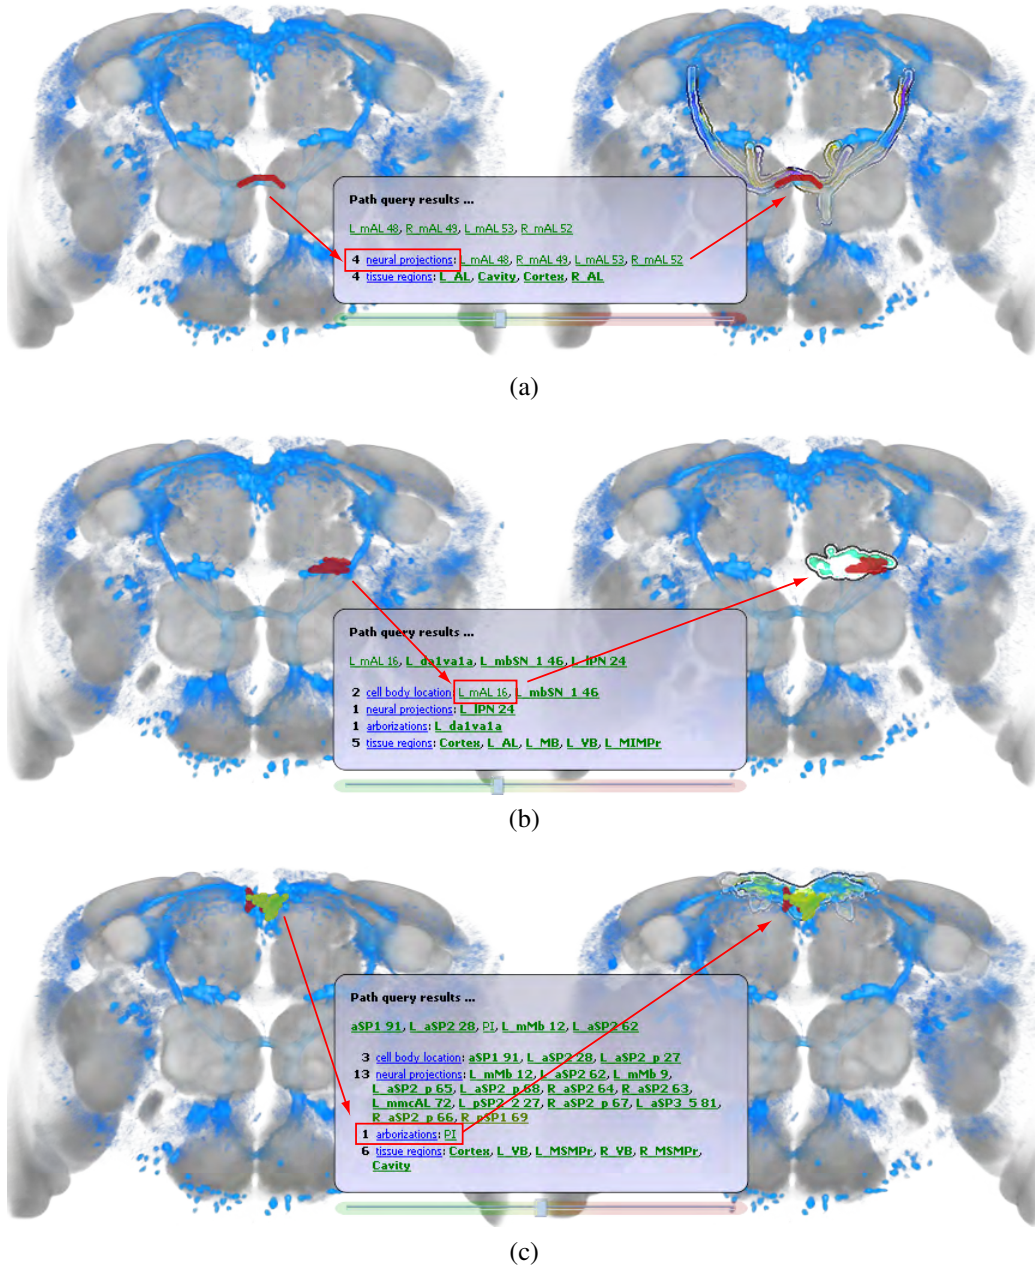 Path query results ...
L_mAL 48, R_mAL 49, L_mAL 53, R_mAL 52
4 neural projections: L_mAL 48, R_mAL 49, L_mAL 53, R_mAL 52
4 tissue regions: L_AL, Cavity, Cortex, R_AL
(a)
Path query results ...
L_mAL 16, L_da1va1a, L_mbSN_1 46, L_lPN 24
2 cell body location: L_mAL 16, L_mbSN_1 46
1 neural projections: L_lPN 24
1 arborizations: L_da1va1a
5 tissue regions: Cortex, L_AL, L_MB, L_VB, L_MIMPr
(b)
Path query results ...
aSP1 91, L_aSP2 28, PI, L_mMb 12, L_aSP2 62
3 cell body location: aSP1 91, L_aSP2 28, L_aSP2_p 27
13 neural projections: L_mMb 12, L_aSP2 62, L_mMb 9,
L_aSP2_p 65, L_aSP2_p 68, R_aSP2 64, R_aSP2 63,
L_mmcAL 72, L_pSP2_2 27, R_aSP2_p 67, L_aSP3_5 81,
R_aSP2_p 66, R_pSP1 69
1 arborizations: PI
6 tissue regions: Cortex, L_VB, L_MSMPr, R_VB, R_MSMPr,
Cavity
(c)